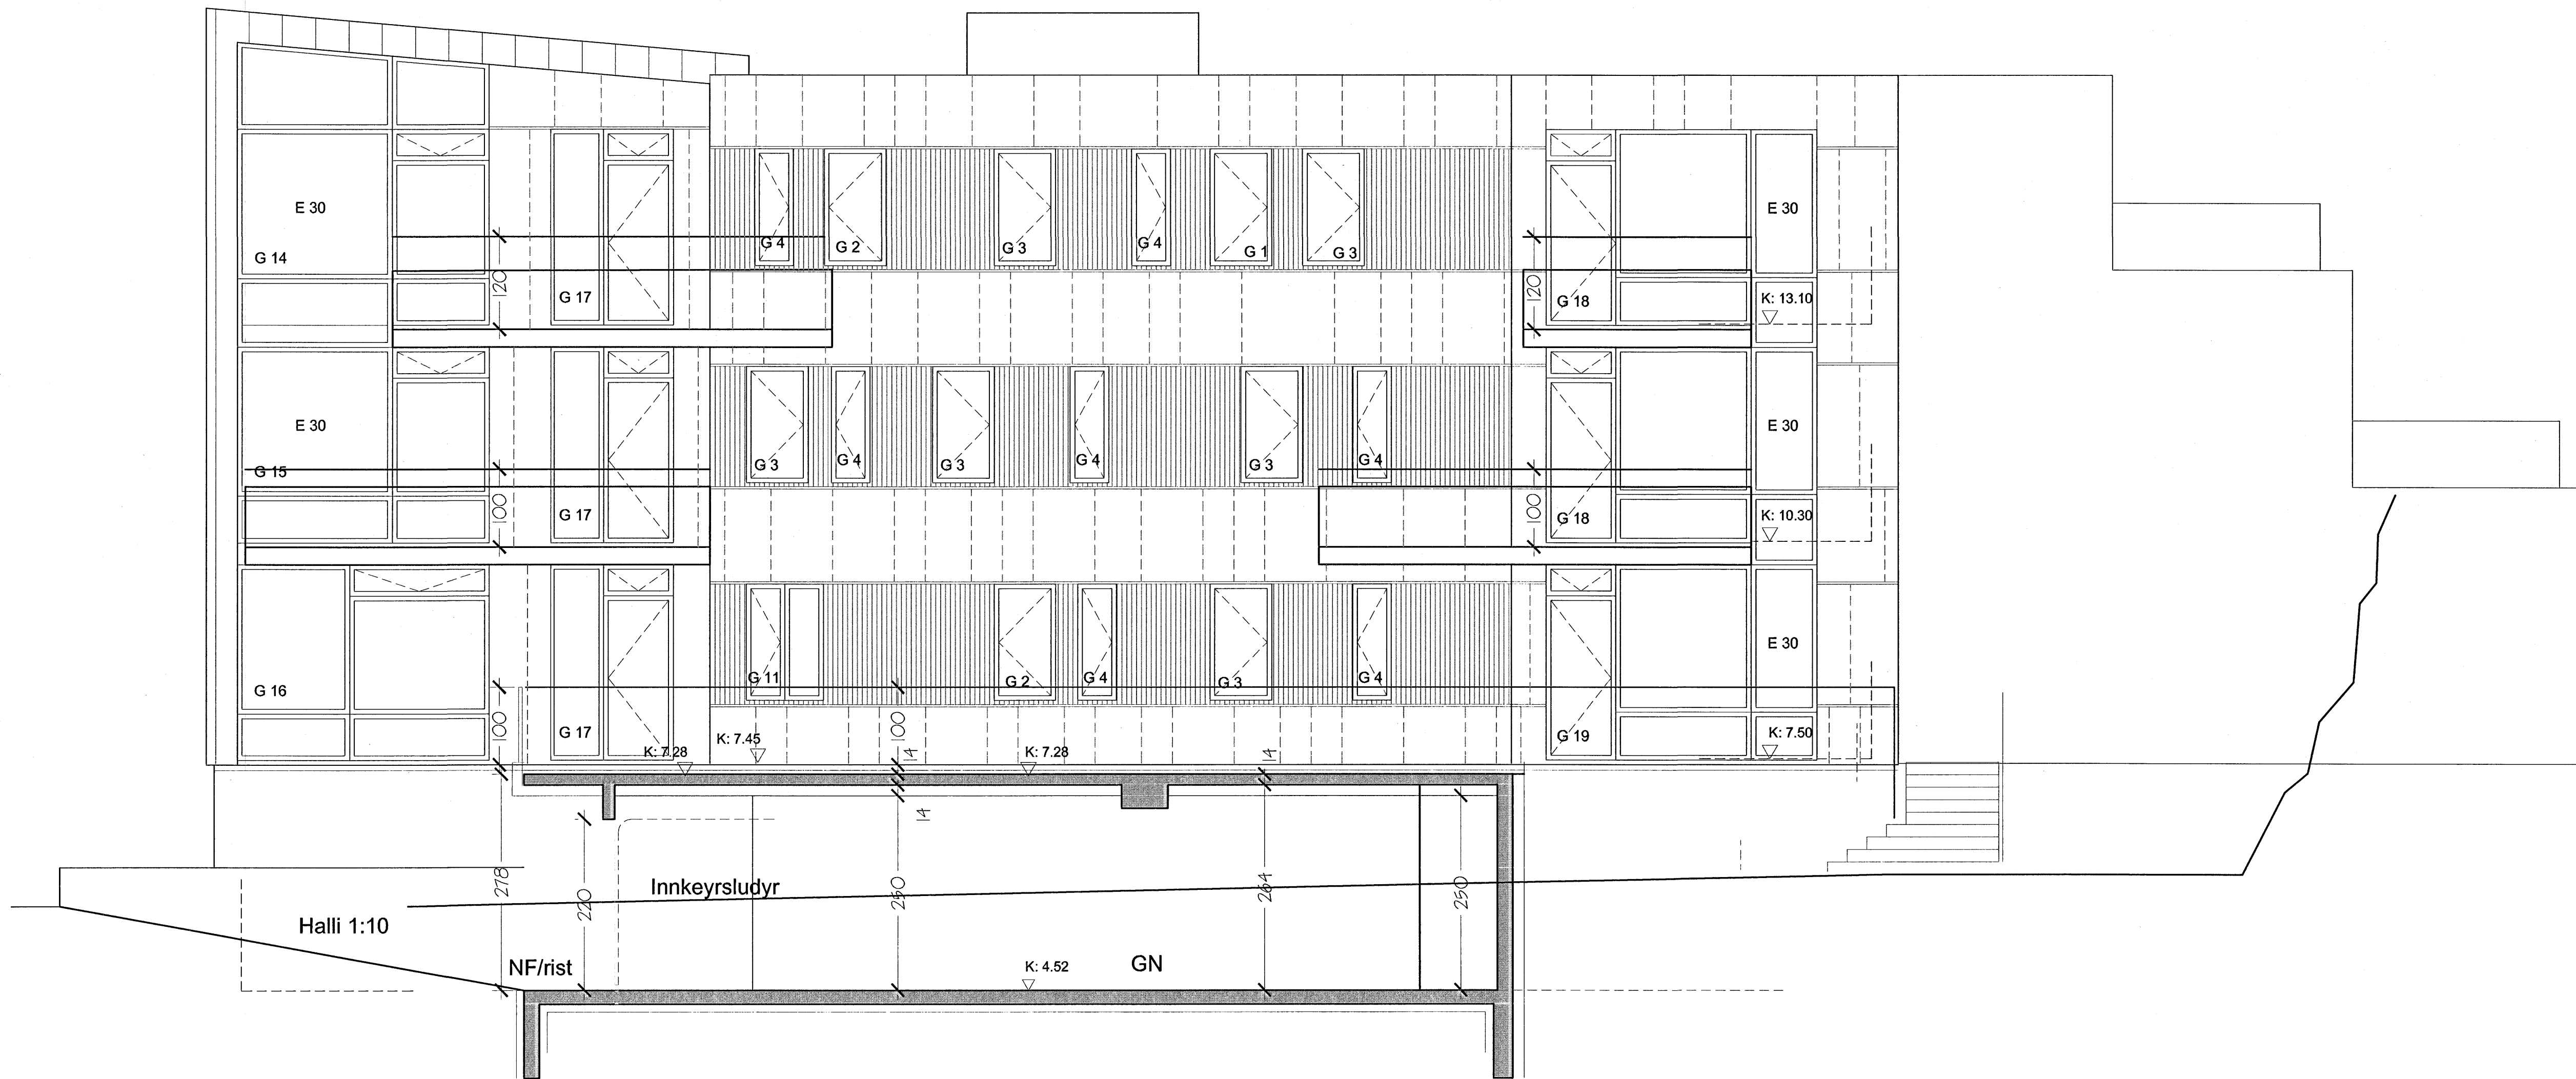 E 30
G 14
G 17
120
G 4
G 2
G 3
G 4
G 1
G 3
120
G 18
E 30
K: 13.10
E 30
G 15
G 17
100
G 3
G 4
G 3
G 4
G 3
G 4
100
G 18
E 30
K: 10.30
G 16
G 17
100
G 11
G 2
G 4
G 3
G 4
G 19
E 30
K: 7.50
K: 7.28
K: 7.45
100
14
K: 7.28
14
14
278
220
Innkeyrsludyr
250
264
250
Halli 1:10
NF/rist
K: 4.52
GN